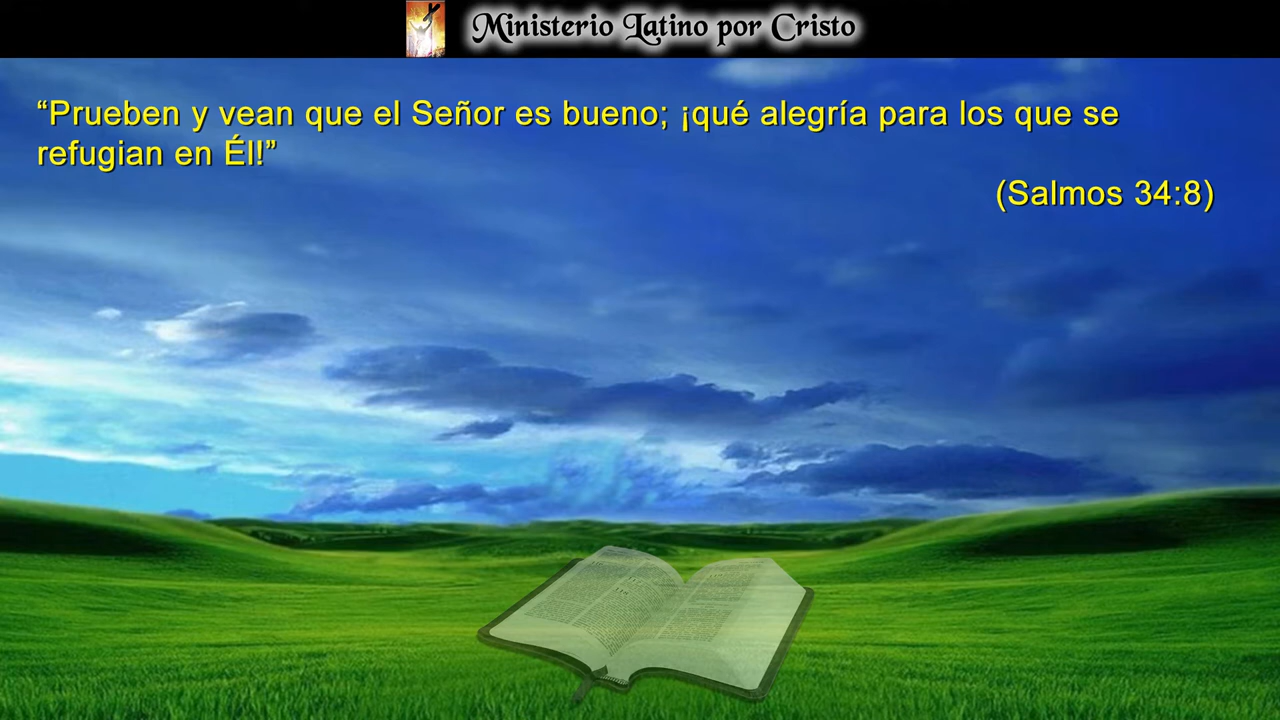 Ministerio Latino por Cristo
“Prueben y vean que el Señor es bueno; ¡qué alegría para los que se
refugian en Él!”
(Salmos 34:8)